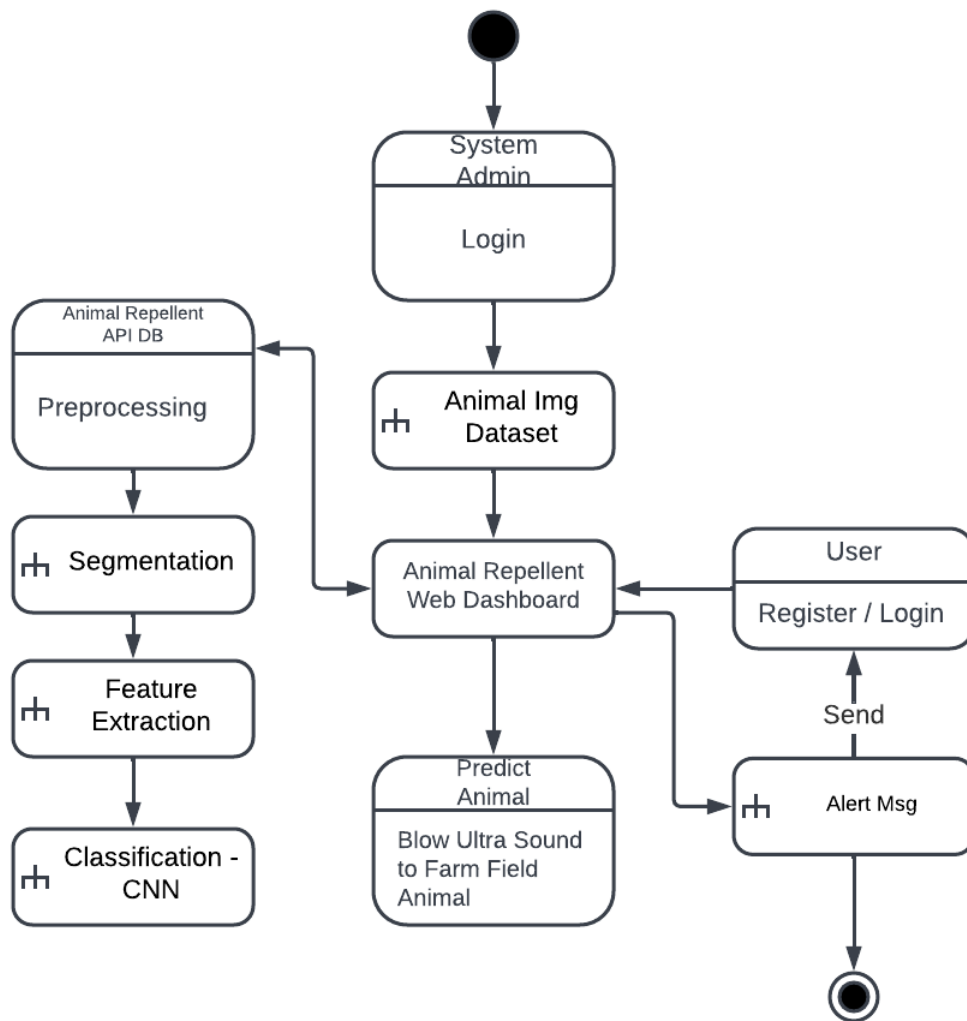 System
Admin
Login
Animal Repellent
API DB
Preprocessing
Animal Img
Dataset
Segmentation
Animal Repellent
Web Dashboard
User
Register / Login
Feature
Extraction
Send
Predict
Animal
Blow Ultra Sound
to Farm Field
Animal
Alert Msg
Classification -
CNN